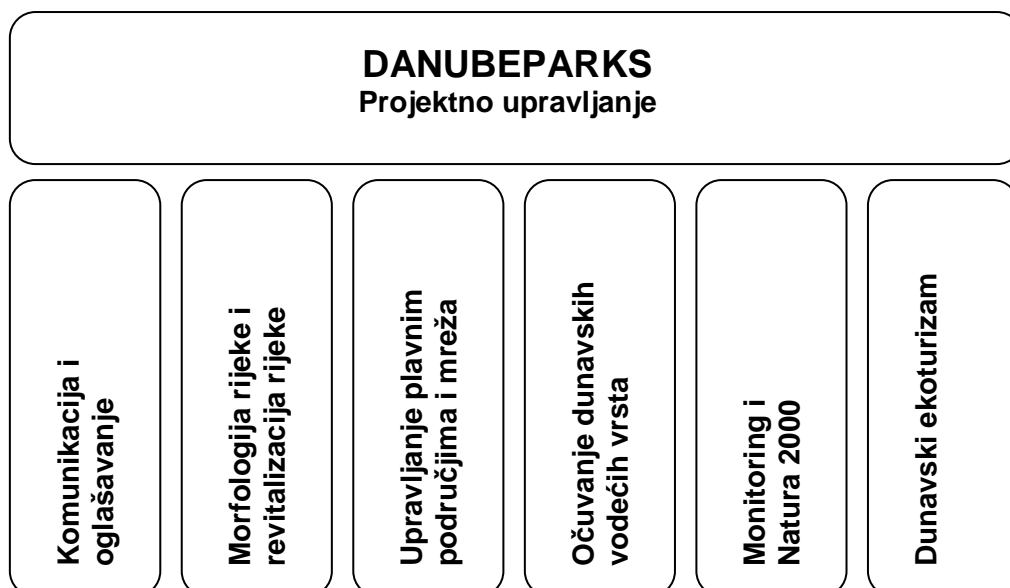 DANUBEPARKS
Projektno upravljanje
Komunikacija i
oglašavanje
Morfologija rijeke i
revitalizacija rijeke
Upravljanje plavnim
područjima i mreža
Očuvanje dunavskih
vodećih vrsta
Monitoring i
Natura 2000
Dunavski ekoturizam